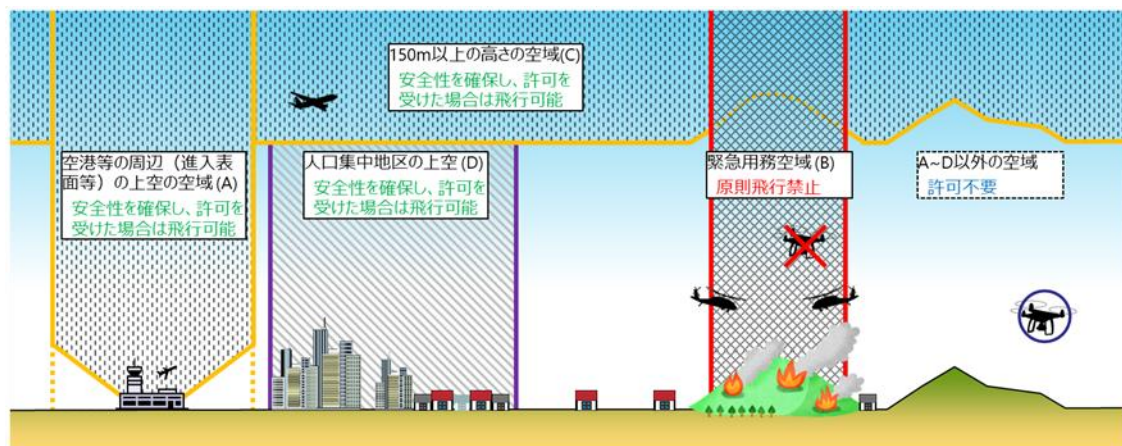 150m以上の高さの空域(C)
安全性を確保し、許可を
受けた場合は飛行可能
空港等の周辺（進入表
面等）の上空の空域(A)
安全性を確保し、許可を
受けた場合は飛行可能
人口集中地区の上空(D)
安全性を確保し、許可を
受けた場合は飛行可能
緊急用務空域(B)
原則飛行禁止
A~D以外の空域
許可不要